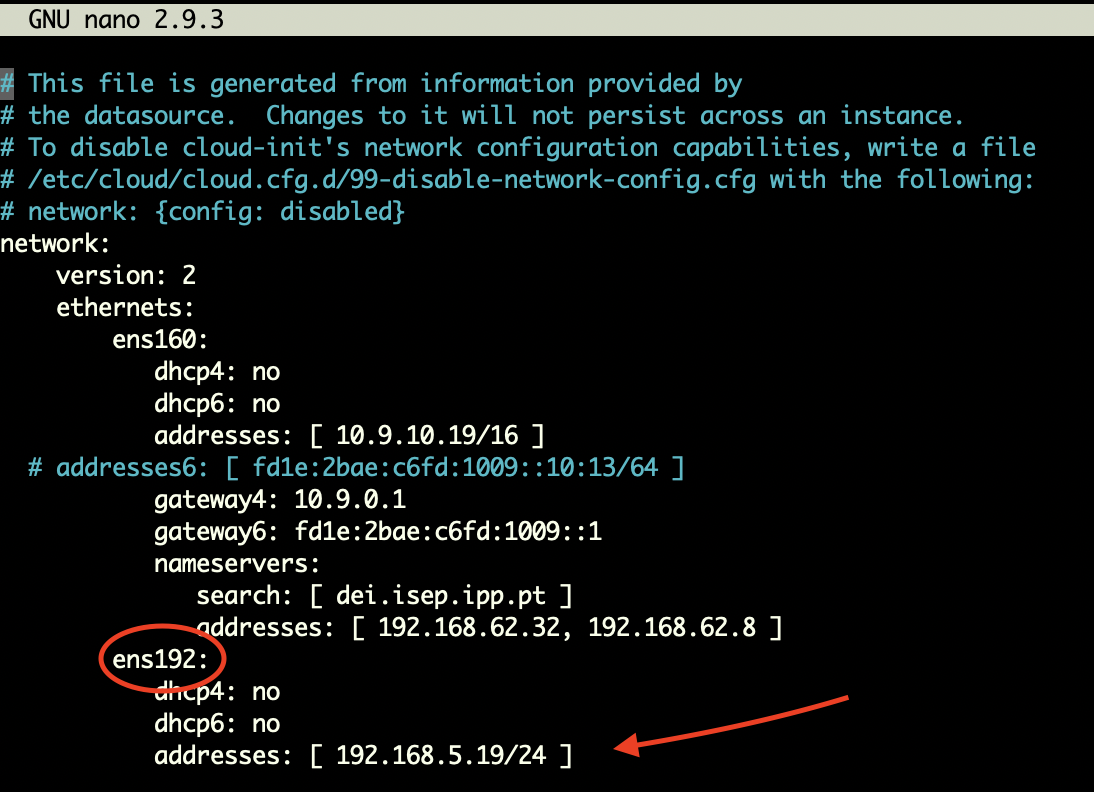 GNU nano 2.9.3
# This file is generated from information provided by
# the datasource.  Changes to it will not persist across an instance.
# To disable cloud-init's network configuration capabilities, write a file
# /etc/cloud/cloud.cfg.d/99-disable-network-config.cfg with the following:
# network: {config: disabled}
network:
    version: 2
    ethernets:
        ens160:
           dhcp4: no
           dhcp6: no
           addresses: [ 10.9.10.19/16 ]
  # addresses6: [ fd1e:2bae:c6fd:1009::10:13/64 ]
           gateway4: 10.9.0.1
           gateway6: fd1e:2bae:c6fd:1009::1
           nameservers:
              search: [ dei.isep.ipp.pt ]
              addresses: [ 192.168.62.32, 192.168.62.8 ]
        ens192:
           dhcp4: no
           dhcp6: no
           addresses: [ 192.168.5.19/24 ]